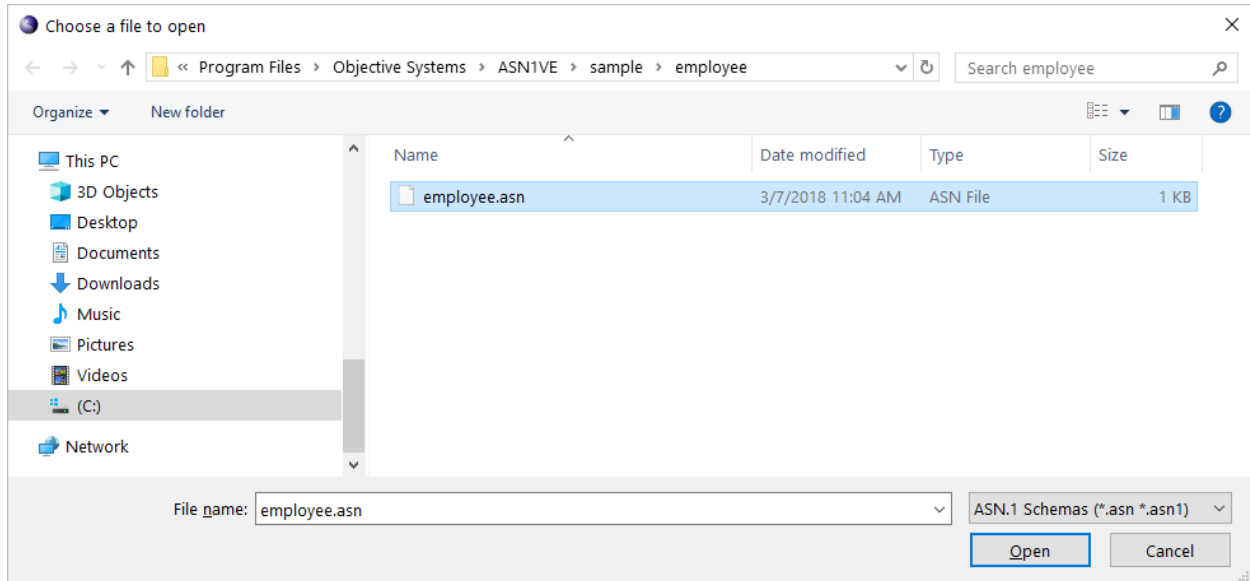 Choose a file to open
« Program Files › Objective Systems › ASN1VE › sample › employee
Search employee
Organize
New folder
?
This PC
3D Objects
Desktop
Documents
Downloads
Music
Pictures
Videos
(C:)
Network
Name
Date modified
Type
Size
employee.asn
3/7/2018 11:04 AM
ASN File
1 KB
File name:
employee.asn
ASN.1 Schemas (*.asn *.asn1)
Open
Cancel